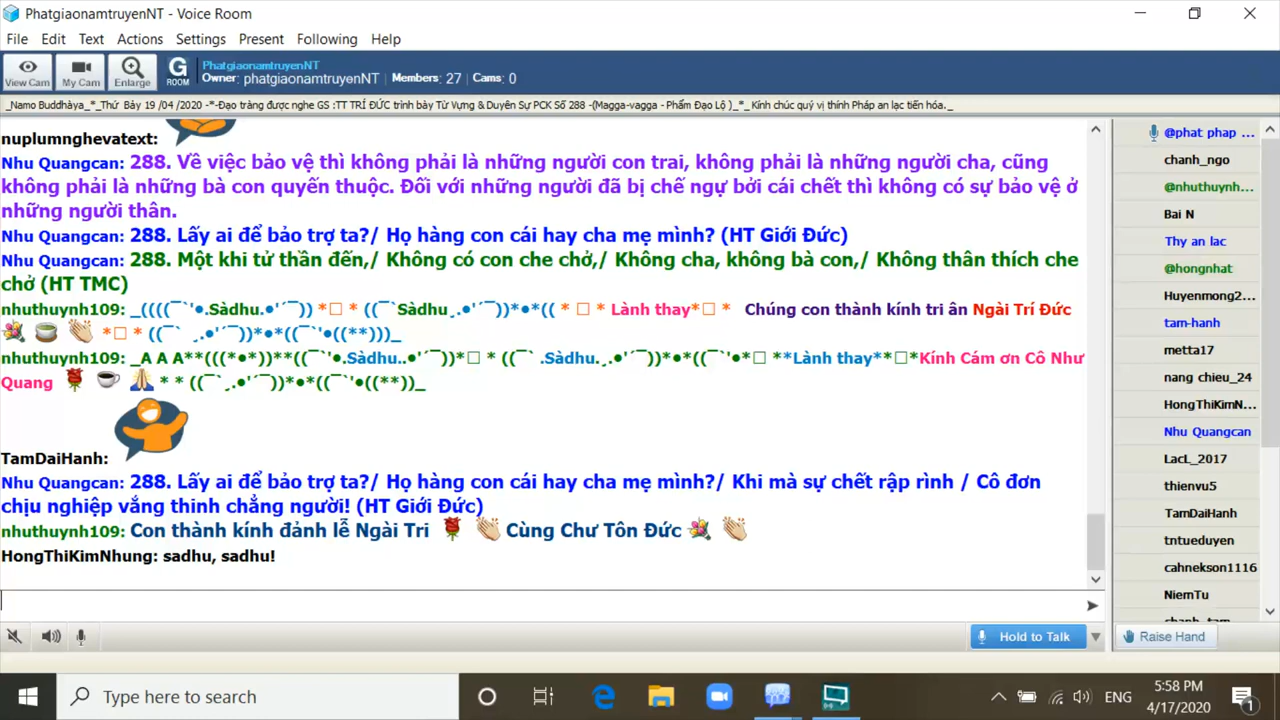 PhatgiaonamtruyenNT - Voice Room
File Edit Text Actions Settings Present Following Help
View Cam My Cam Enlarge G ROOM
PhatgiaonamtruyenNT
Owner: phatgiaonamtruyenNT Members: 27 Cams: 0
_Namo Buddhàya_*_Thứ Bảy 19 /04 /2020 -*-Đạo tràng được nghe GS :TT TRÍ ĐỨC trình bày Từ Vựng & Duyên Sự PCK Số 288 -(Magga-vagga - Phẩm Đạo Lộ )_*_ Kính chúc quý vị thính Pháp an lạc tiến hóa._
nuplumnghevatext:
Nhu Quangcan: 288. Về việc bảo vệ thì không phải là những người con trai, không phải là những người cha, cũng
không phải là những bà con quyến thuộc. Đối với những người đã bị chế ngự bởi cái chết thì không có sự bảo vệ ở
những người thân.
Nhu Quangcan: 288. Lấy ai để bảo trợ ta?/ Họ hàng con cái hay cha mẹ mình? (HT Giới Đức)
Nhu Quangcan: 288. Một khi tử thần đến,/ Không có con che chở,/ Không cha, không bà con,/ Không thân thích che
chở (HT TMC)
nhuthuynh109: _((((¯`'•.Sàdhu.•'´¯)) *□ * ((¯`Sàdhu¸.•'´¯))*•*(( * □ * Lành thay*□ * Chúng con thành kính tri ân Ngài Trí Đức
*□ * ((¯` ¸.•'´¯))*•*((¯`'•((**)))_
nhuthuynh109: _A A A**(((*•*))**((¯`'•.Sàdhu..•'´¯))*□ * ((¯` .Sàdhu.¸.•'´¯))*•*((¯`'•*□ **Lành thay**□*Kính Cám ơn Cô Như
Quang * * ((¯`¸.•'´¯))*•*((¯`'•((**))_
TamDaiHanh:
Nhu Quangcan: 288. Lấy ai để bảo trợ ta?/ Họ hàng con cái hay cha mẹ mình?/ Khi mà sự chết rập rình / Cô đơn
chịu nghiệp vắng thinh chẳng người! (HT Giới Đức)
nhuthuynh109: Con thành kính đảnh lễ Ngài Tri Cùng Chư Tôn Đức
HongThiKimNhung: sadhu, sadhu!
@phat phap ...
chanh_ngo
@nhuthuynh...
Bai N
Thy an lac
@hongnhat
Huyenmong2...
tam-hanh
metta17
nang chieu_24
HongThiKimN...
Nhu Quangcan
LacL_2017
thienvu5
TamDaiHanh
tntueduyen
cahnekson1116
NiemTu
chanh_tam
Hold to Talk Raise Hand
Type here to search
ENG
5:58 PM
4/17/2020
1